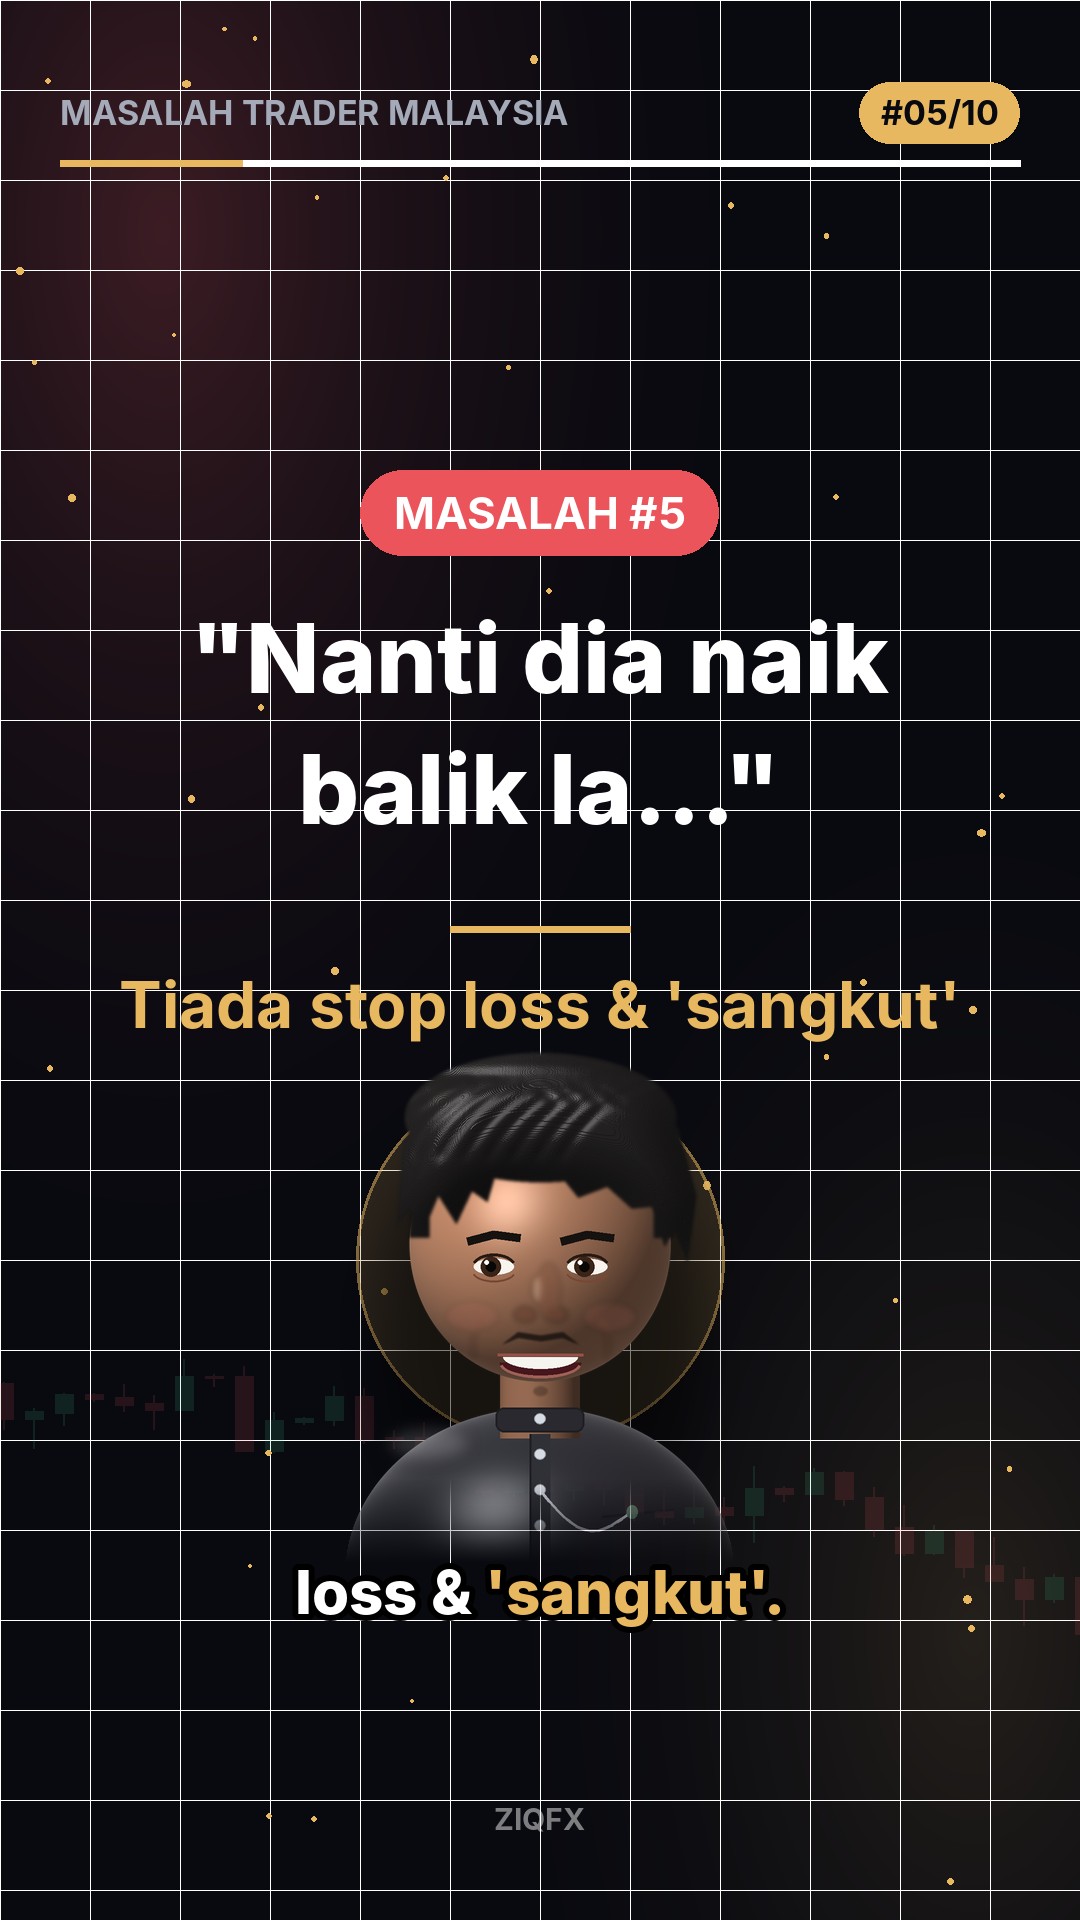 MASALAH TRADER MALAYSIA
#05/10
MASALAH #5
"Nanti dia naik
balik la..."
Tiada stop loss & 'sangkut'
loss & 'sangkut'.
ZIQFX